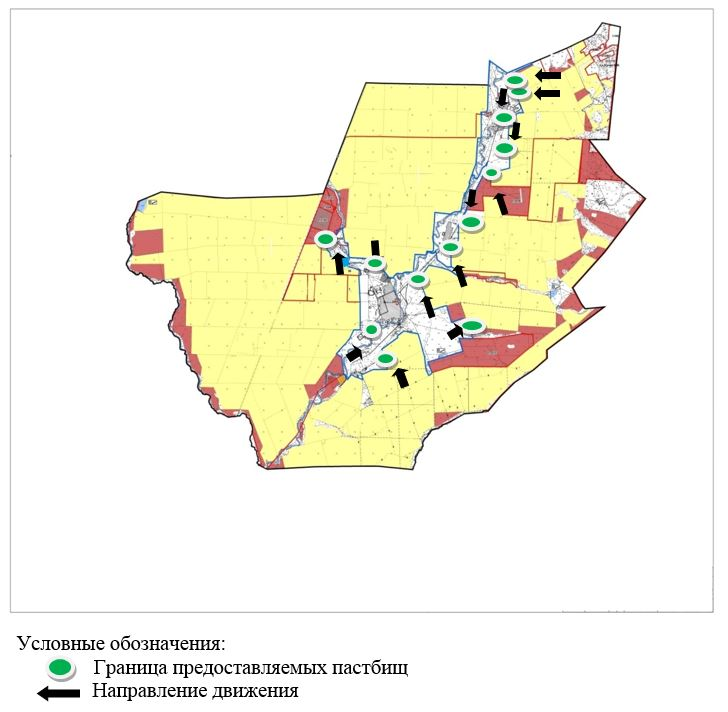 Условные обозначения:
Граница предоставляемых пастбищ
Направление движения